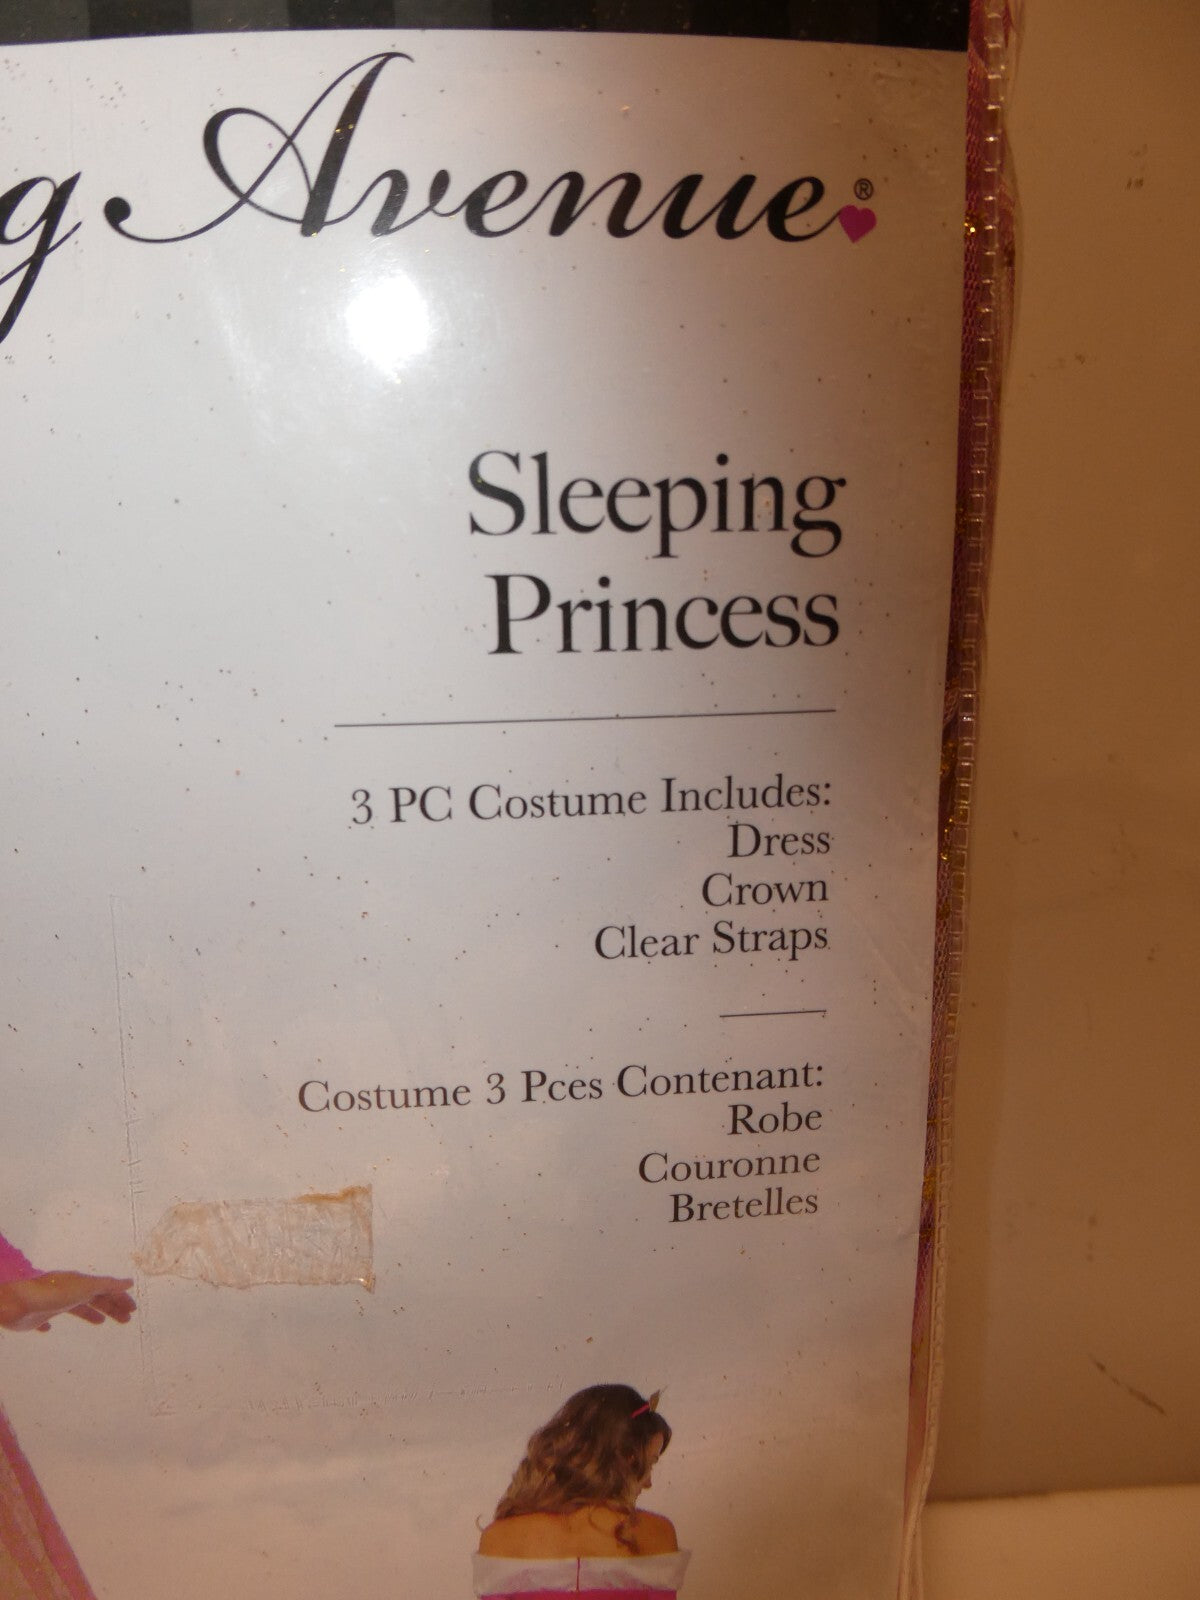 g Avenue®
Sleeping
Princess
3 PC Costume Includes:
Dress
Crown
Clear Straps
Costume 3 Pces Contenant:
Robe
Couronne
Bretelles